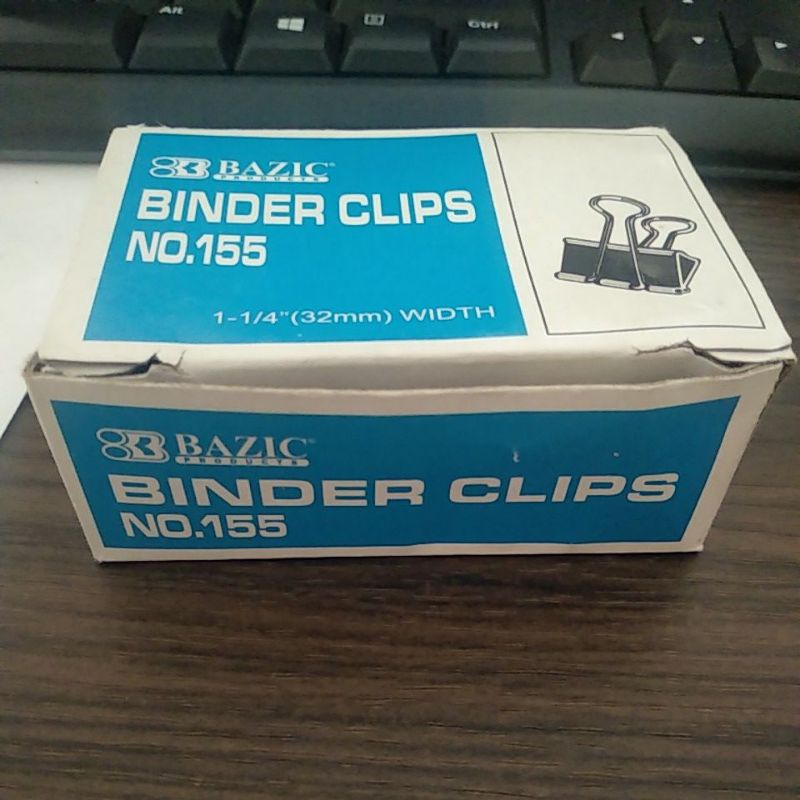 Alt
Ctrl
BAZIC
PRODUCTS
BINDER CLIPS
NO.155
1-1/4"(32mm) WIDTH
BAZIC
PRODUCTS
BINDER CLIPS
NO.155